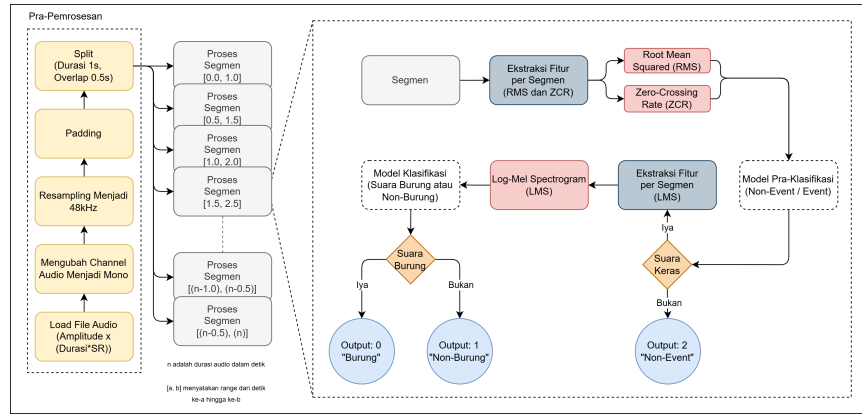 Pra-Pemrosesan
Split
(Durasi 1s,
Overlap 0.5s)
Padding
Resampling Menjadi
48kHz
Mengubah Channel
Audio Menjadi Mono
Load File Audio
(Amplitude x
(Durasi*SR))
Proses
Segmen
[0.0, 1.0]
Proses
Segmen
[0.5, 1.5]
Proses
Segmen
[1.0, 2.0]
Proses
Segmen
[1.5, 2.5]
Proses
Segmen
[(n-1.0), (n-0.5)]
Proses
Segmen
[(n-0.5), (n)]
n adalah durasi audio dalam detik
[a, b] menyatakan range dari detik
ke-a hingga ke-b
Segmen
Ekstraksi Fitur
per Segmen
(RMS dan ZCR)
Root Mean
Squared (RMS)
Zero-Crossing
Rate (ZCR)
Model Pra-Klasifikasi
(Non-Event / Event)
Ekstraksi Fitur
per Segmen
(LMS)
Log-Mel Spectrogram
(LMS)
Model Klasifikasi
(Suara Burung atau
Non-Burung)
Suara
Burung
Iya
Bukan
Output: 0
"Burung"
Output: 1
"Non-Burung"
Iya
Suara
Keras
Bukan
Output: 2
"Non-Event"